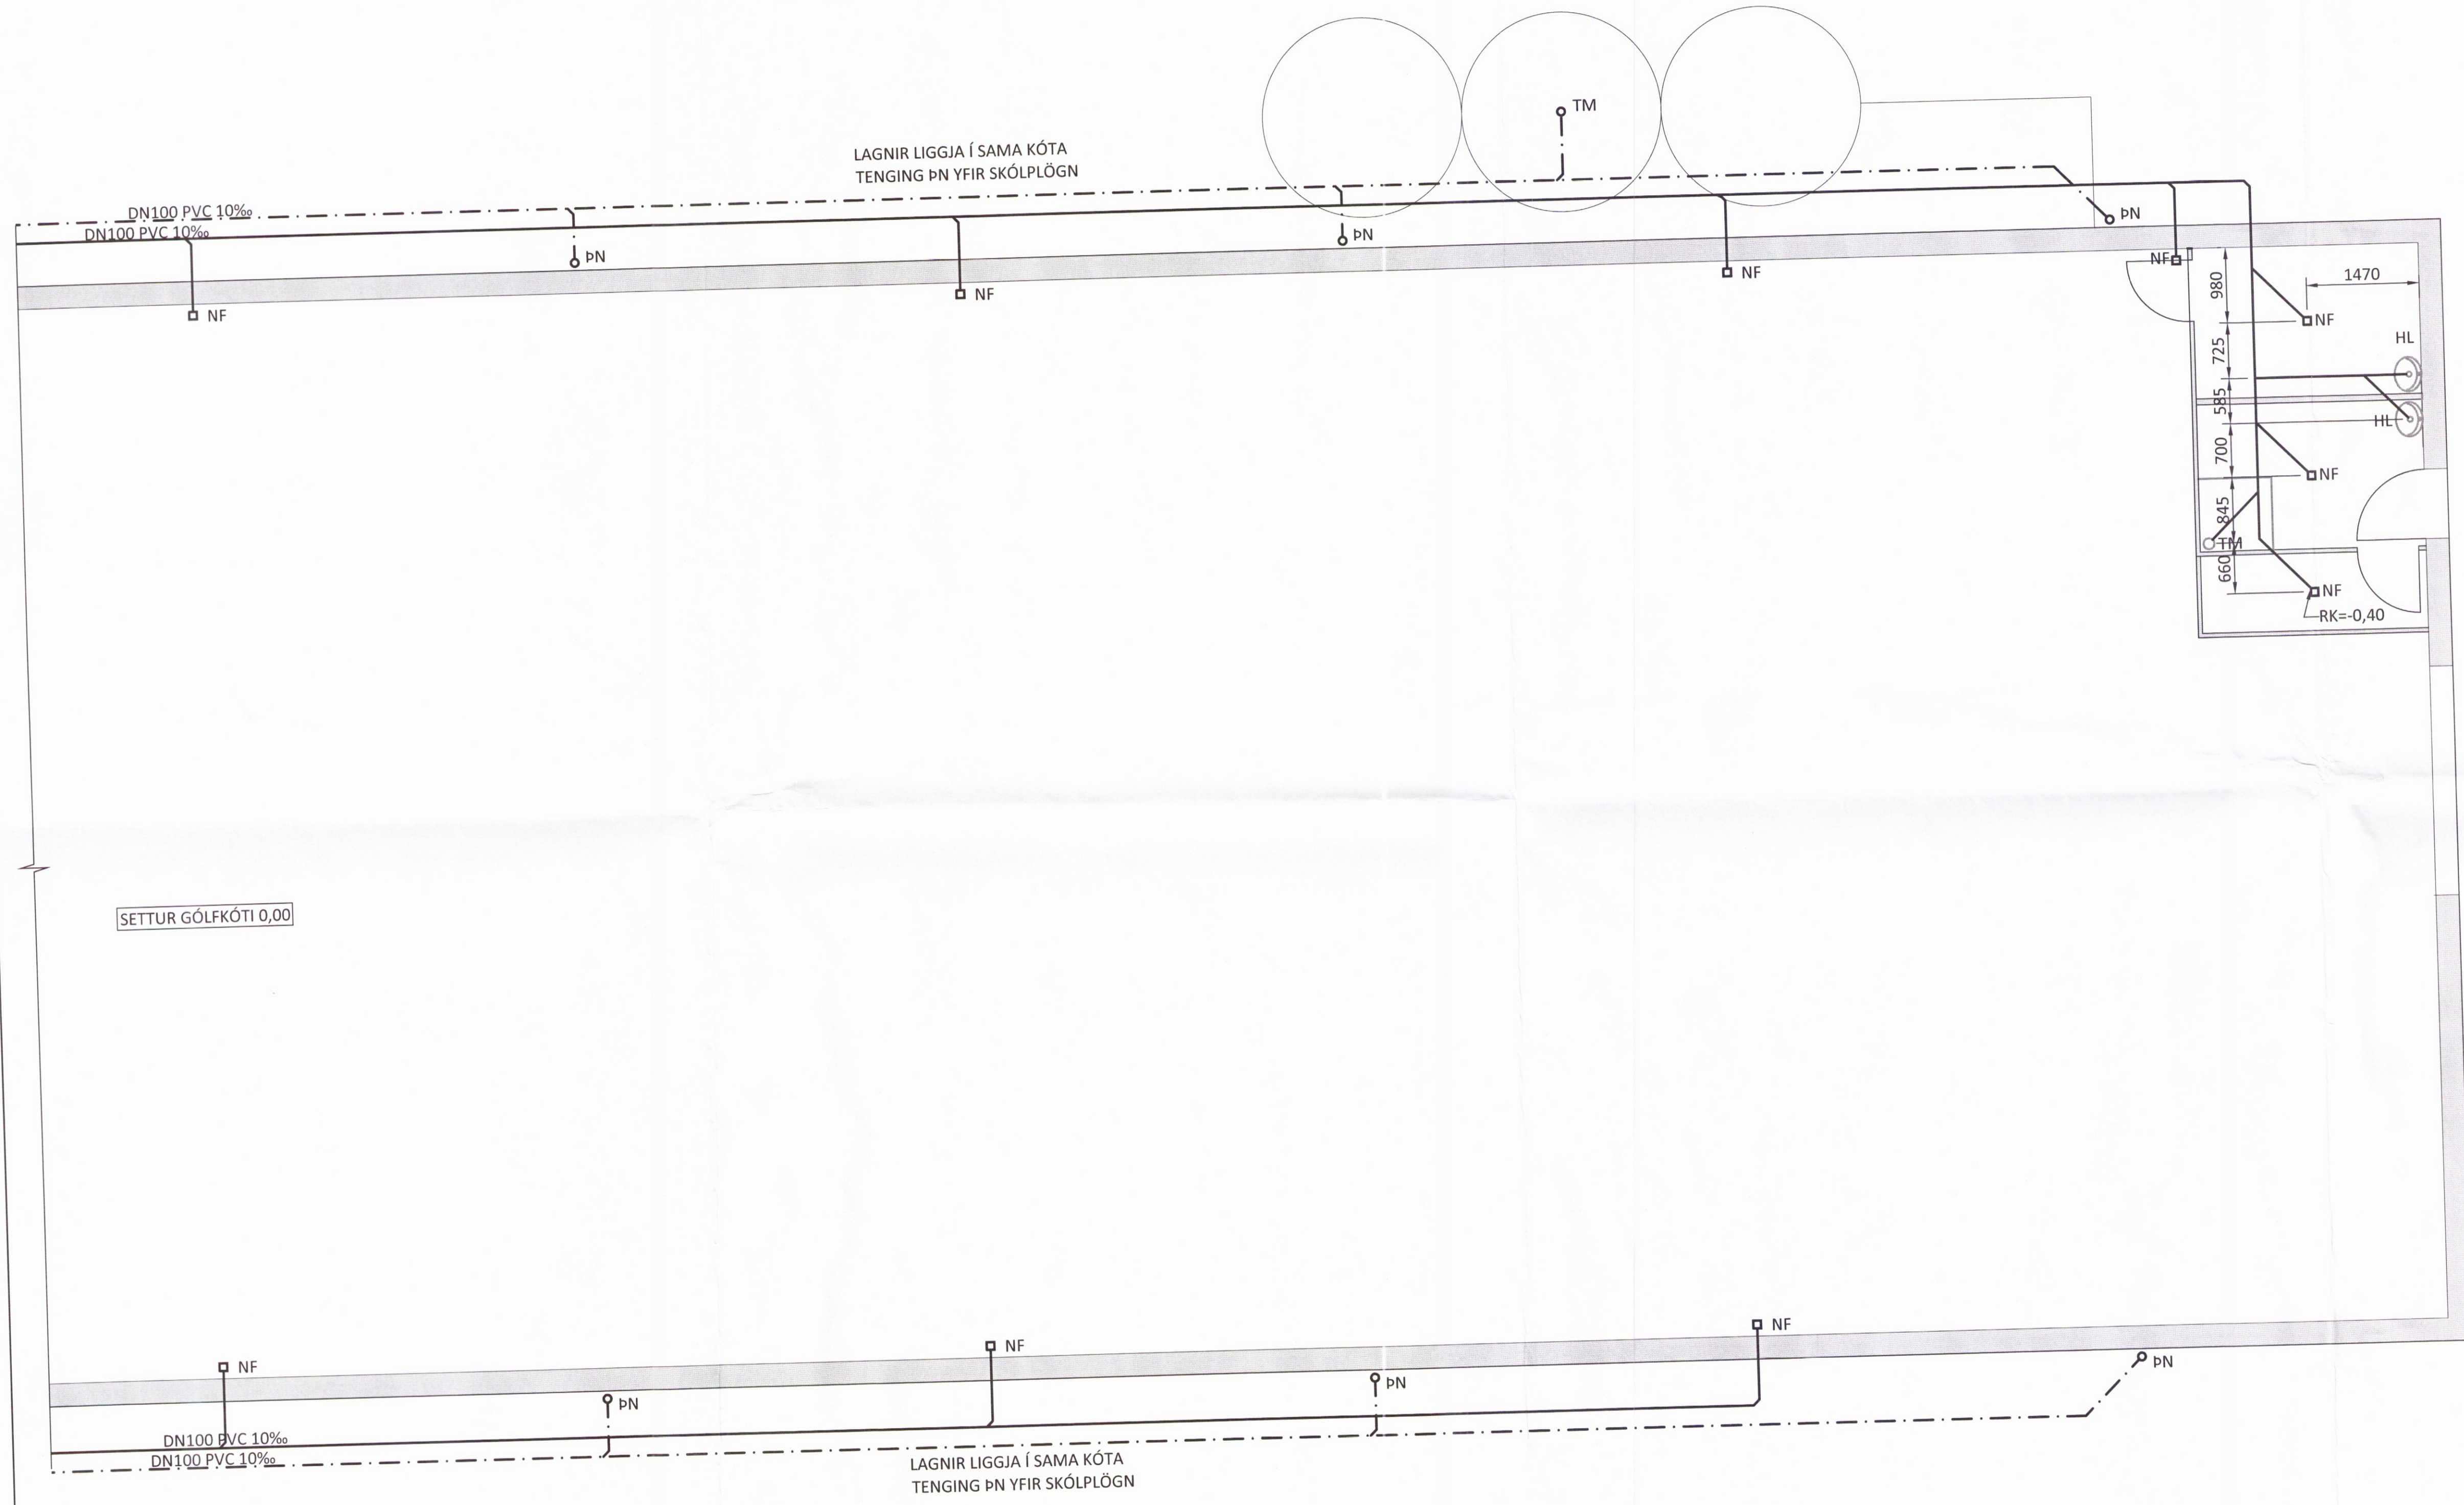 TM
LAGNIR LIGGJA Í SAMA KÓTA
TENGING ÞN YFIR SKÓLPLÖGN
DN100 PVC 10‰
DN100 PVC 10‰
ÞN
ÞN
ÞN
NF
NF
NF
NF
980
1470
NF
725
HL
585
HL
700
NF
845
TM
660
NF
RK=-0,40
SETTUR GÓLFKÓTI 0,00
NF
NF
NF
ÞN
ÞN
ÞN
DN100 PVC 10‰
DN100 PVC 10‰
LAGNIR LIGGJA Í SAMA KÓTA
TENGING ÞN YFIR SKÓLPLÖGN